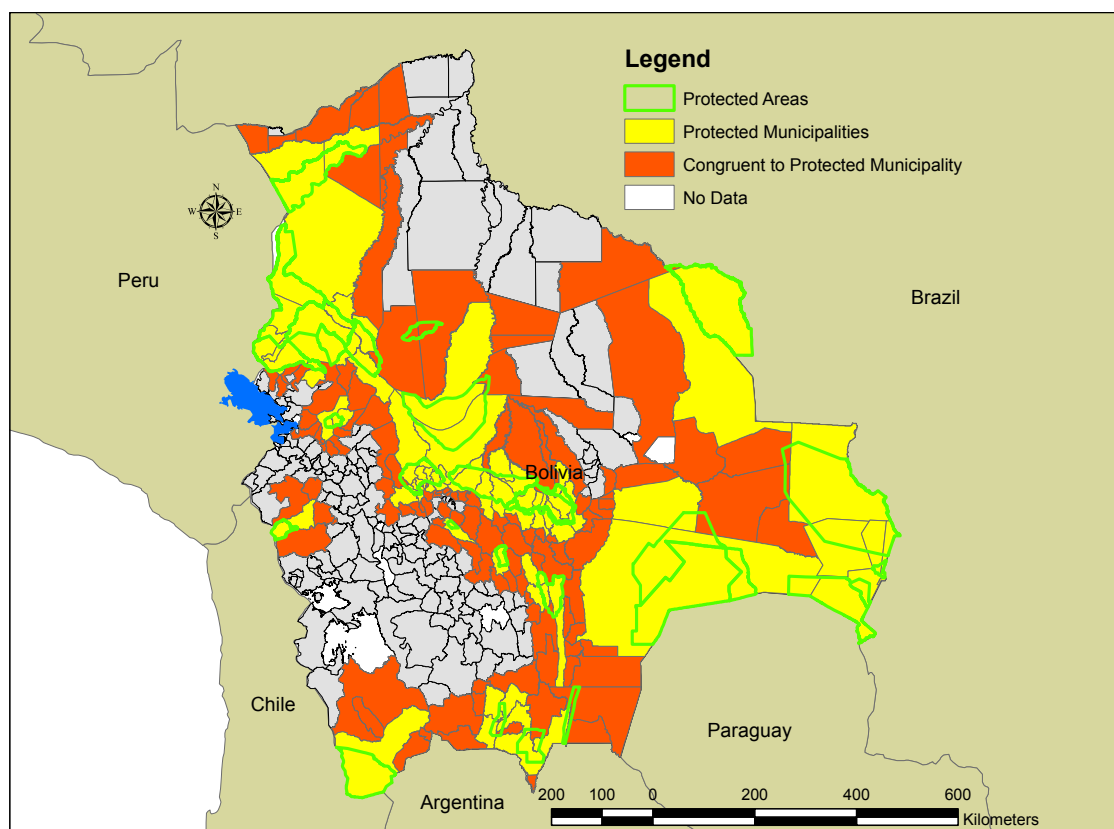 Legend
Protected Areas
Protected Municipalities
Congruent to Protected Municipality
No Data
N
W E
S
Peru
Brazil
Bolivia
Chile
Paraguay
Argentina
200 100 0 200 400 600
Kilometers